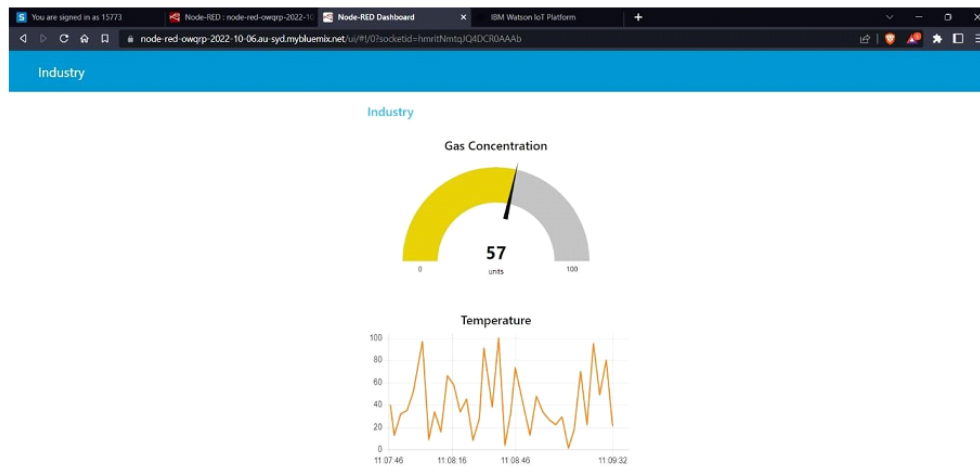 You are signed in as 15773
Node-RED : node-red-owqrp-2022-10
Node-RED Dashboard
IBM Watson IoT Platform
node-red-owqrp-2022-10-06.au-syd.mybluemix.net/ui/#!/0?socketid=hmrItNmtqJQ4DCR0AAAb
Industry
Industry
Gas Concentration
57
units
0
100
Temperature
100
80
60
40
20
0
11:07:46
11:08:16
11:08:46
11:09:32